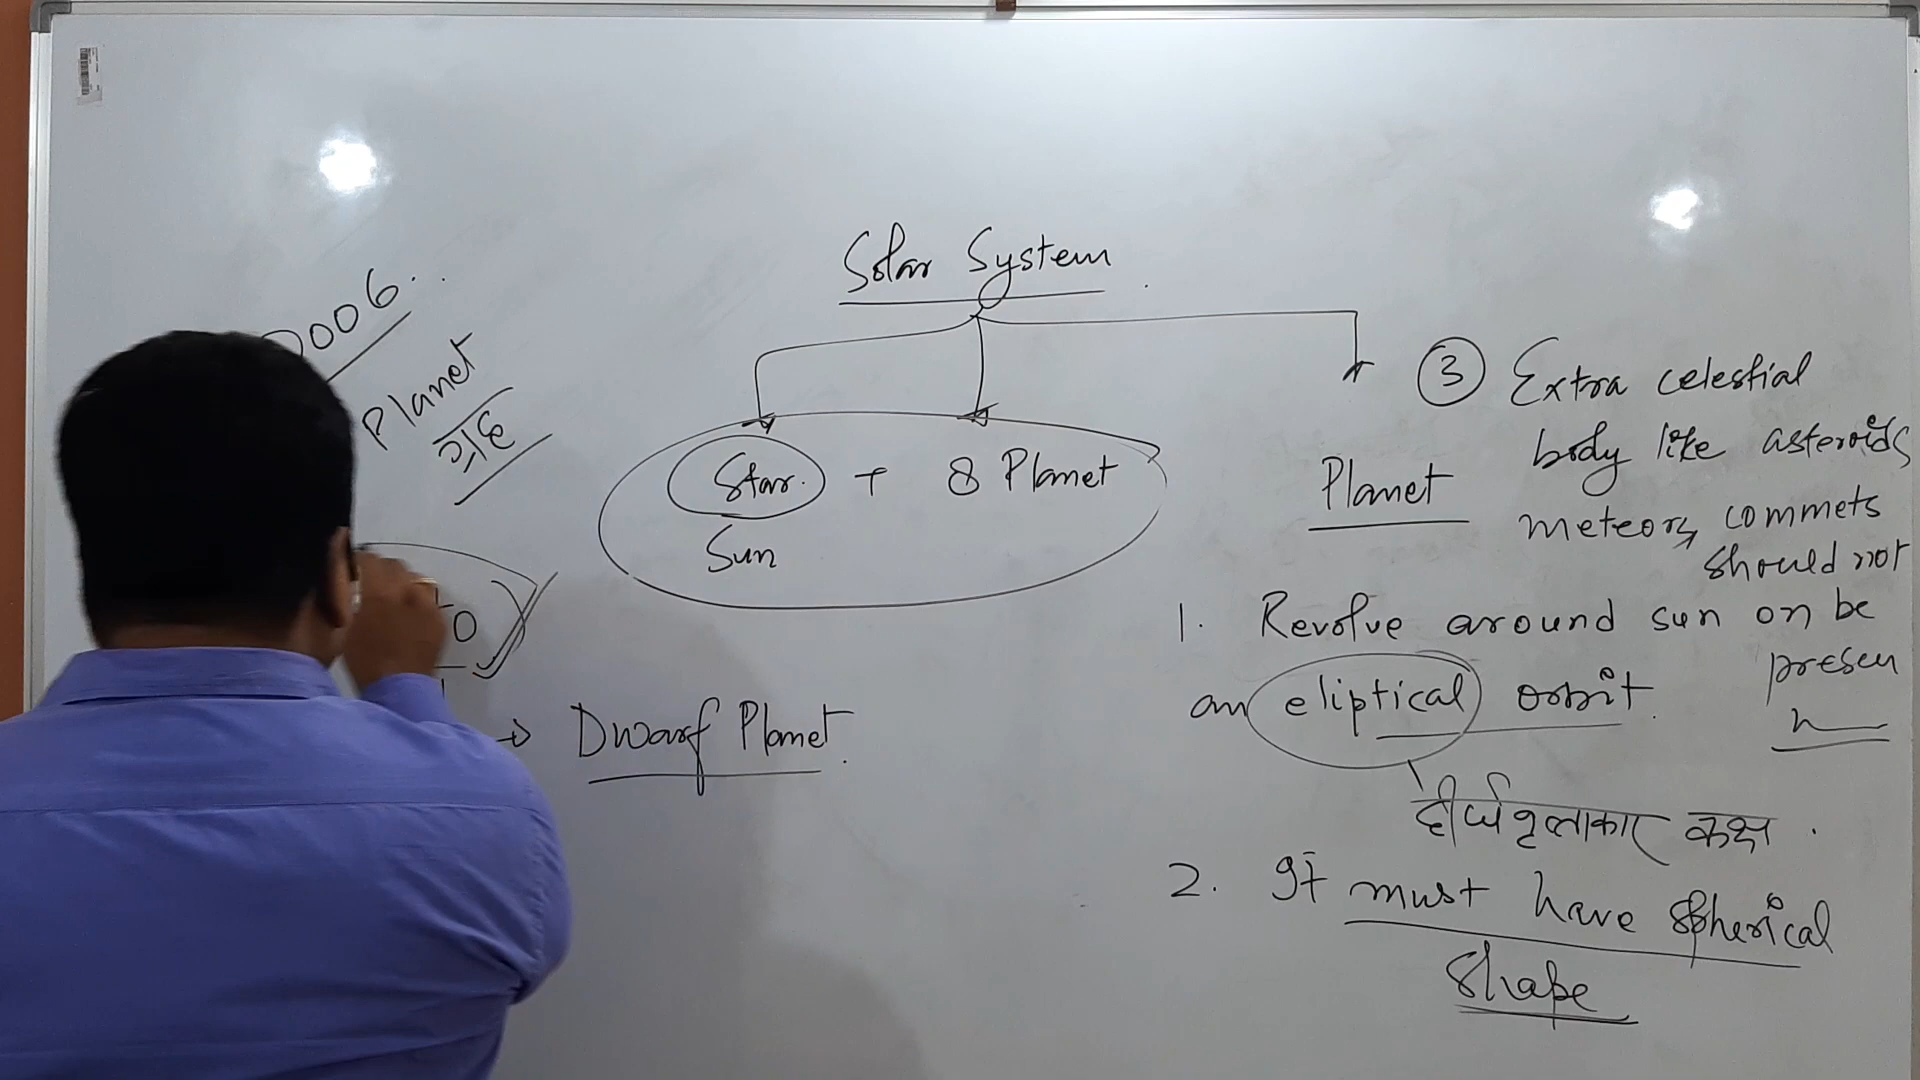 Solar System
2006.
Planet
ग्रह
Star. + 8 Planet
Sun
→ Dwarf Planet.
Planet
③ Extra celestial
body like asteroids
meteors, commets
should not
be
presen
1. Revolve around sun on
an eliptical orbit.
दीर्घवृत्ताकार कक्ष .
2. It must have spherical
shape